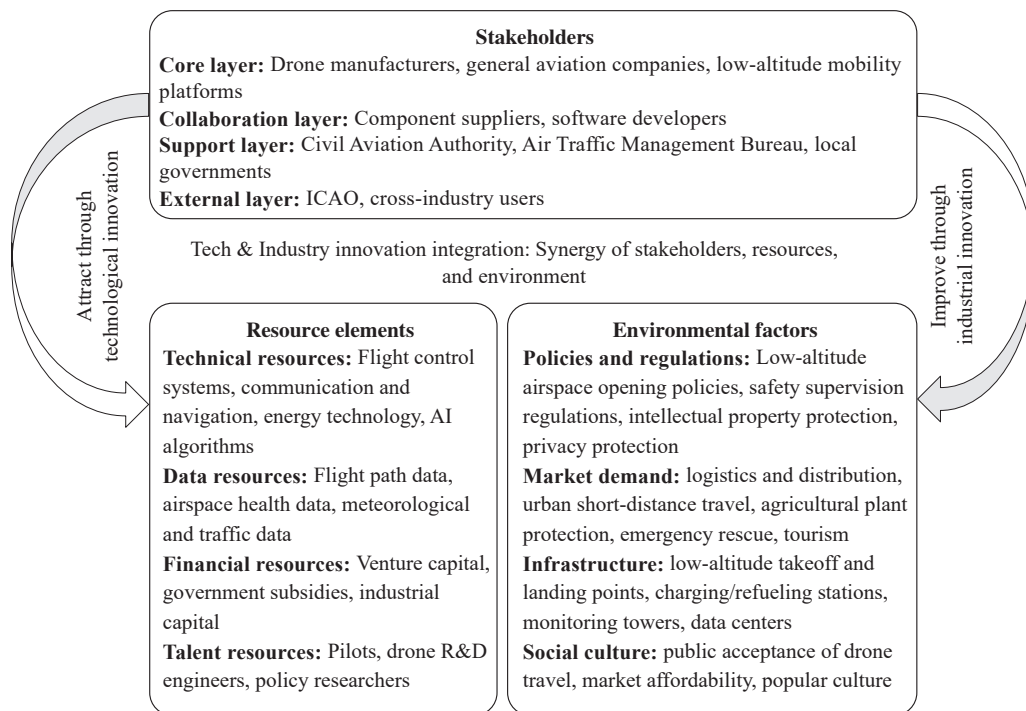 Stakeholders
Core layer: Drone manufacturers, general aviation companies, low-altitude mobility
platforms
Collaboration layer: Component suppliers, software developers
Support layer: Civil Aviation Authority, Air Traffic Management Bureau, local
governments
External layer: ICAO, cross-industry users
Attract through
technological innovation
Tech & Industry innovation integration: Synergy of stakeholders, resources,
and environment
Improve through
industrial innovation
Resource elements
Technical resources: Flight control
systems, communication and
navigation, energy technology, AI
algorithms
Data resources: Flight path data,
airspace health data, meteorological
and traffic data
Financial resources: Venture capital,
government subsidies, industrial
capital
Talent resources: Pilots, drone R&D
engineers, policy researchers
Environmental factors
Policies and regulations: Low-altitude
airspace opening policies, safety supervision
regulations, intellectual property protection,
privacy protection
Market demand: logistics and distribution,
urban short-distance travel, agricultural plant
protection, emergency rescue, tourism
Infrastructure: low-altitude takeoff and
landing points, charging/refueling stations,
monitoring towers, data centers
Social culture: public acceptance of drone
travel, market affordability, popular culture